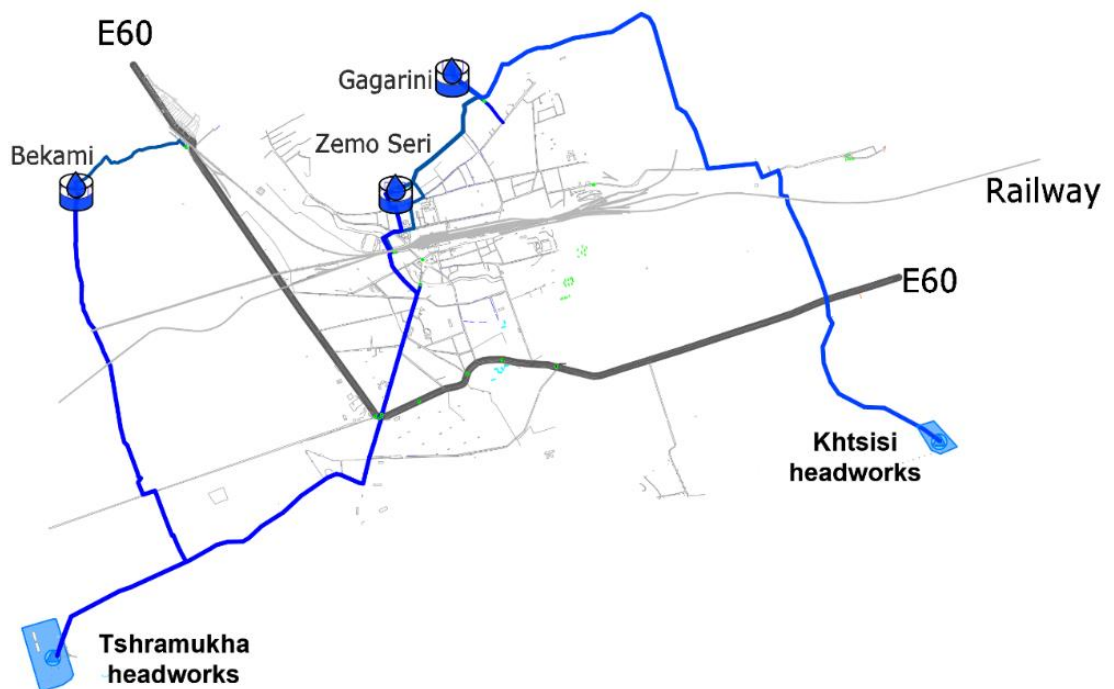 E60
Gagarini
Zemo Seri
Bekami
Railway
E60
Khtsisi
headworks
Tshramukha
headworks